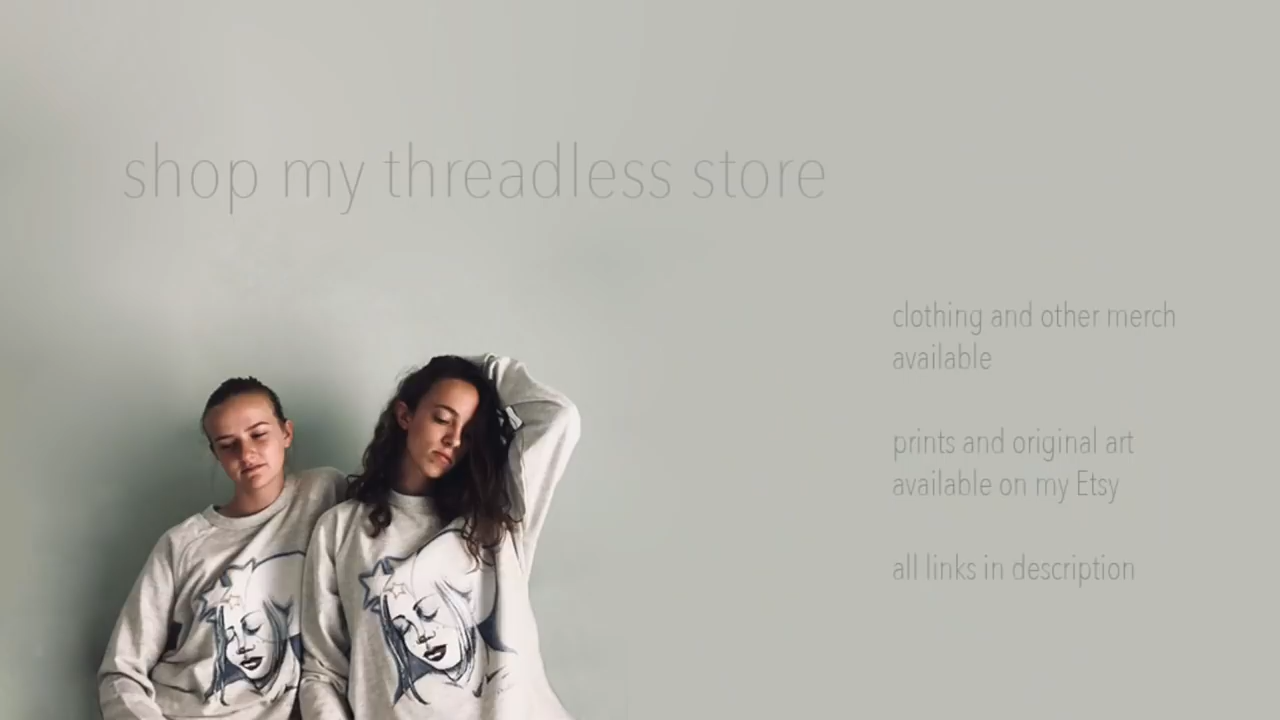 shop my threadless store
clothing and other merch
available
prints and original art
available on my Etsy
all links in description